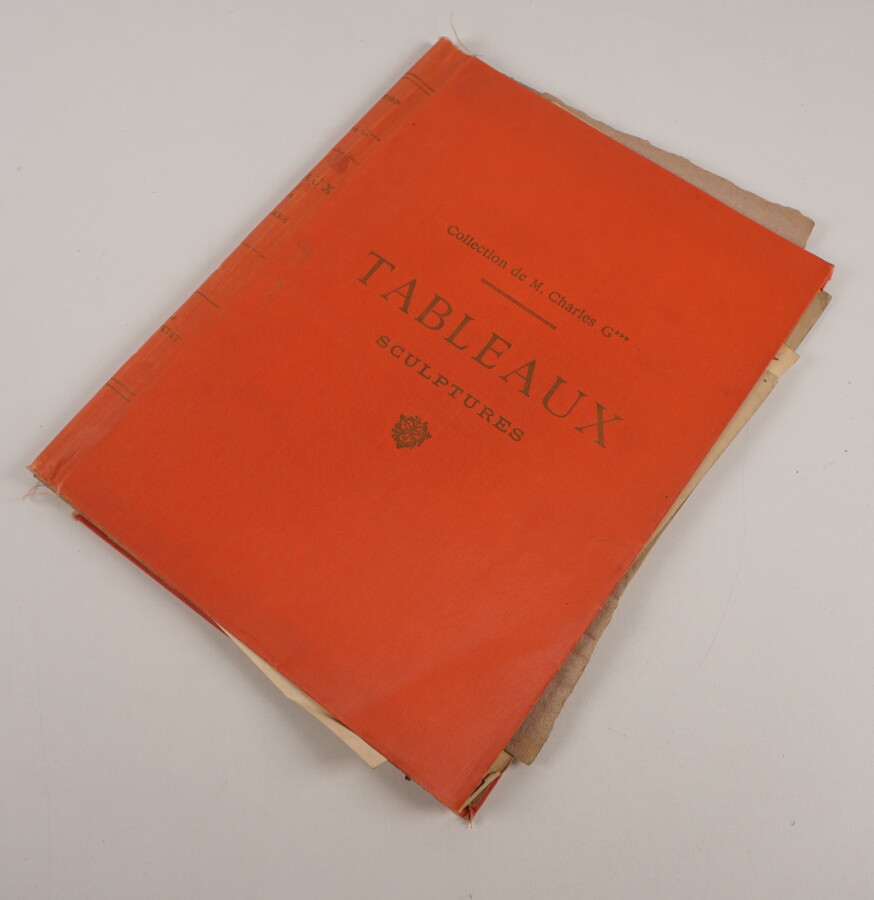 Collection de M. Charles G***
TABLEAUX
SCULPTURES